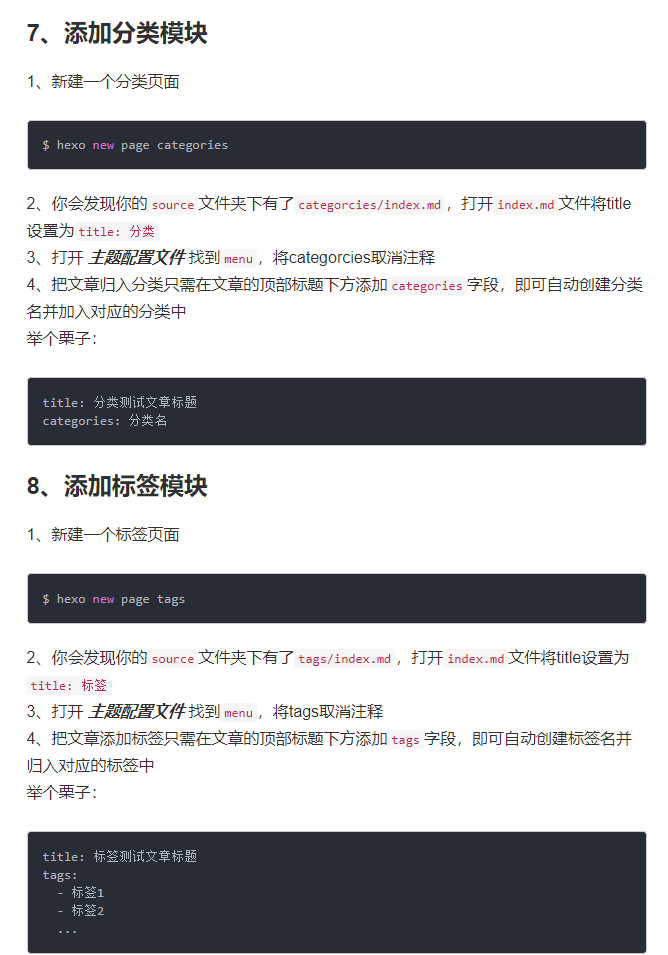 7、添加分类模块
1、新建一个分类页面
$ hexo new page categories
2、你会发现你的 source 文件夹下有了 categorcies/index.md ，打开 index.md 文件将title
设置为 title: 分类
3、打开 主题配置文件 找到 menu ，将categorcies取消注释
4、把文章归入分类只需在文章的顶部标题下方添加 categories 字段，即可自动创建分类
名并加入对应的分类中
举个栗子：
title: 分类测试文章标题
categories: 分类名
8、添加标签模块
1、新建一个标签页面
$ hexo new page tags
2、你会发现你的 source 文件夹下有了 tags/index.md ，打开 index.md 文件将title设置为
title: 标签
3、打开 主题配置文件 找到 menu ，将tags取消注释
4、把文章添加标签只需在文章的顶部标题下方添加 tags 字段，即可自动创建标签名并
归入对应的标签中
举个栗子：
title: 标签测试文章标题
tags:
  - 标签1
  - 标签2
  ...